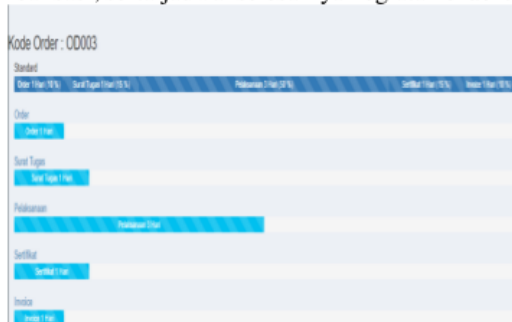 Kode Order : OD003
Standard
Order 1 Hari (10 %) Surat Tugas 1 Hari (15 %) Pelaksanaan 3 Hari (50 %) Sertifikat 1 Hari (15 %) Invoice 1 Hari (10 %)
Order
Order 1 Hari
Surat Tugas
Surat Tugas 1 Hari
Pelaksanaan
Pelaksanaan 3 Hari
Sertifikat
Sertifikat 1 Hari
Invoice
Invoice 1 Hari